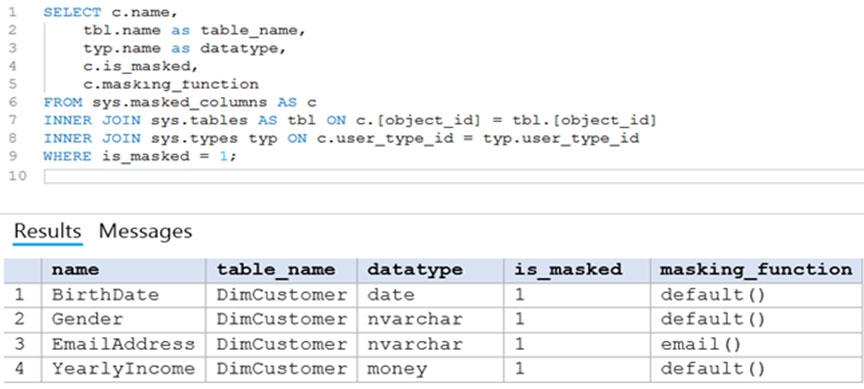 1 SELECT c.name,
2 tbl.name as table_name,
3 typ.name as datatype,
4 c.is_masked,
5 c.masking_function
6 FROM sys.masked_columns AS c
7 INNER JOIN sys.tables AS tbl ON c.[object_id] = tbl.[object_id]
8 INNER JOIN sys.types typ ON c.user_type_id = typ.user_type_id
9 WHERE is_masked = 1;
10
Results Messages
name table_name datatype is_masked masking_function
1 BirthDate DimCustomer date 1 default()
2 Gender DimCustomer nvarchar 1 default()
3 EmailAddress DimCustomer nvarchar 1 email()
4 YearlyIncome DimCustomer money 1 default()